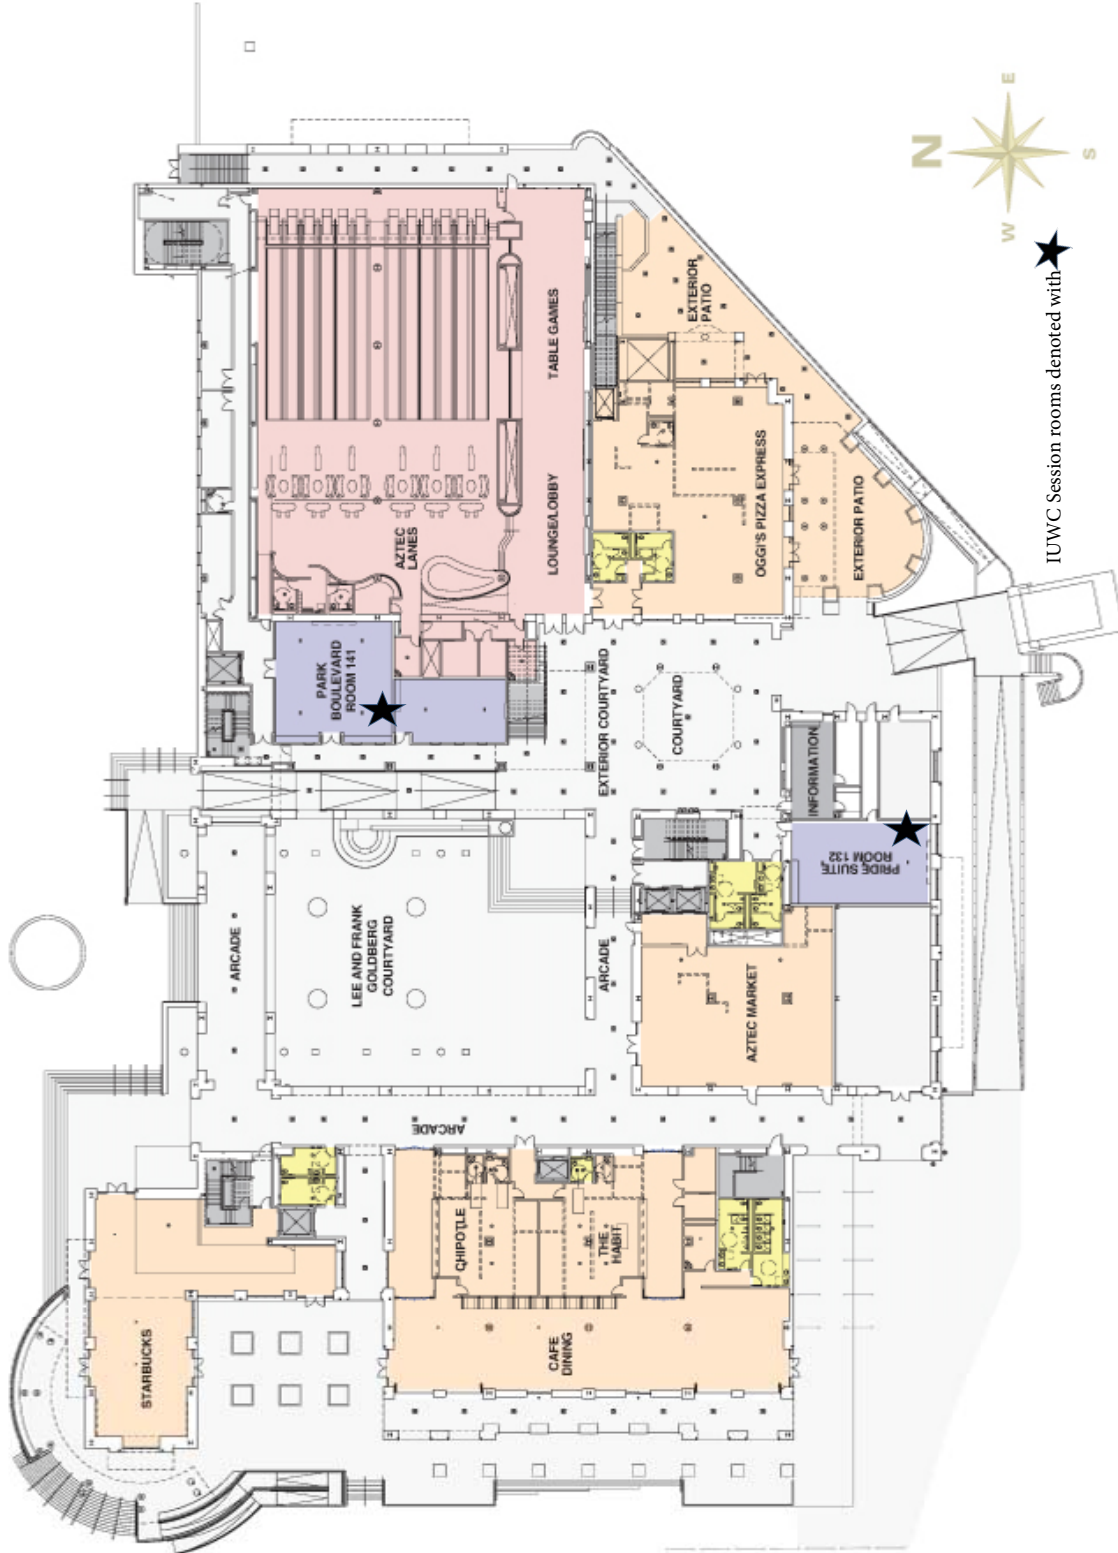 N
E
S
W
IUWC Session rooms denoted with
EXTERIOR
PATIO
TABLE GAMES
AZTEC
LANES
LOUNGE/LOBBY
OGGI'S PIZZA EXPRESS
EXTERIOR PATIO
PARK
BOULEVARD
ROOM 141
EXTERIOR COURTYARD
COURTYARD
INFORMATION
PRIDE SUITE
ROOM 132
ARCADE
LEE AND FRANK
GOLDBERG
COURTYARD
ARCADE
AZTEC MARKET
ARCADE
CHIPOTLE
THE
HABIT
STARBUCKS
CAFE
DINING